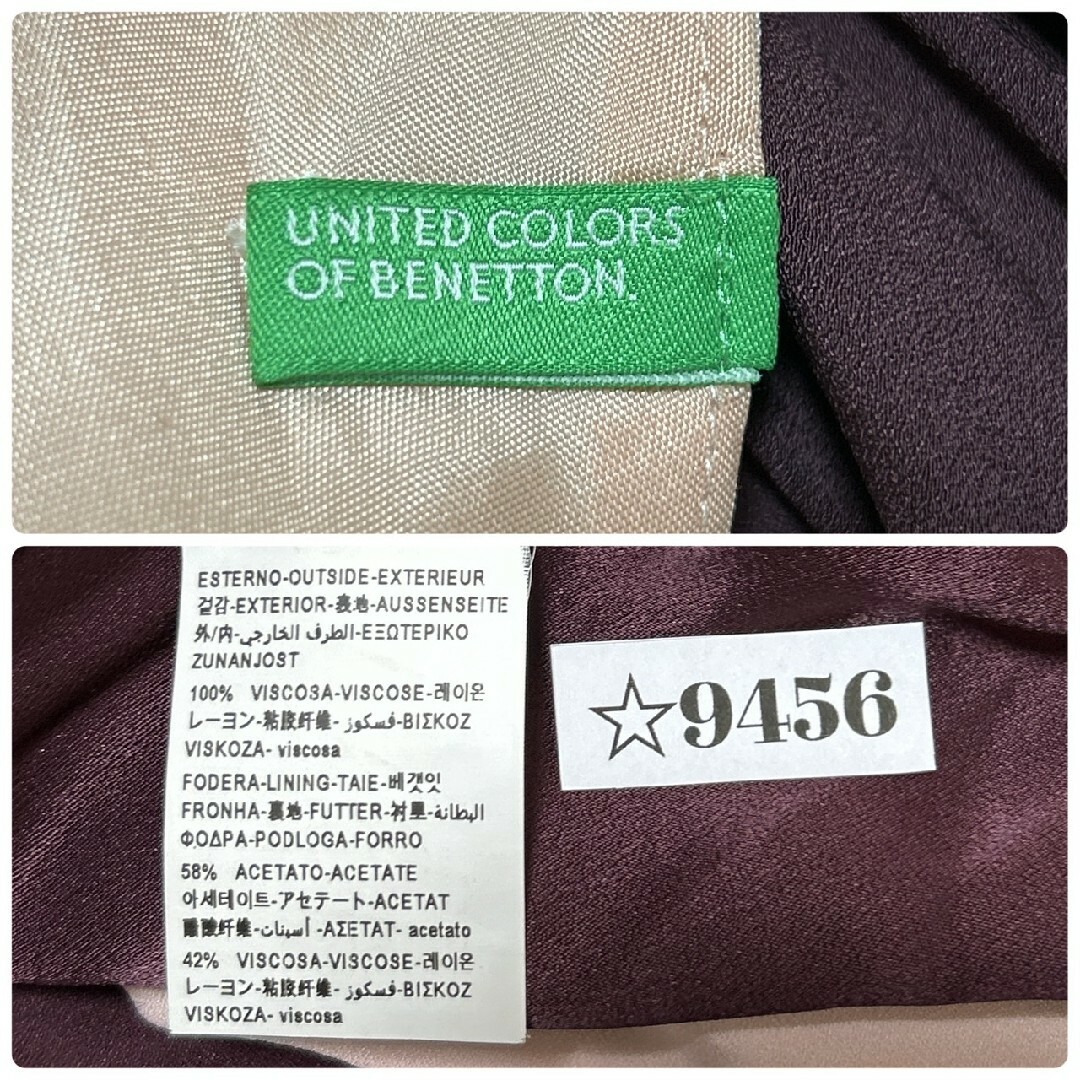 UNITED COLORS
OF BENETTON.
ESTERNO-OUTSIDE-EXTERIEUR
겉감-EXTERIOR-表地-AUSSENSEITE
外/内-الطرف الخارجي-ΕΞΩΤΕΡΙΚΟ
ZUNANJOST
100% VISCOSA-VISCOSE-레이온
レーヨン-粘胶纤维-فسكوز-ΒΙΣΚΟΖ
VISKOZA- viscosa
FODERA-LINING-TAIE-베갯잇
FRONHA-裏地-FUTTER-衬里-البطانة
ΦΟΔΡΑ-PODLOGA-FORRO
58% ACETATO-ACETATE
아세테이트-アセテート-ACETAT
醋酸纤维-أسيتات-ΑΣΕΤΑΤ- acetato
42% VISCOSA-VISCOSE-레이온
レーヨン-粘胶纤维-فسكوز-ΒΙΣΚΟΖ
VISKOZA- viscosa
☆9456